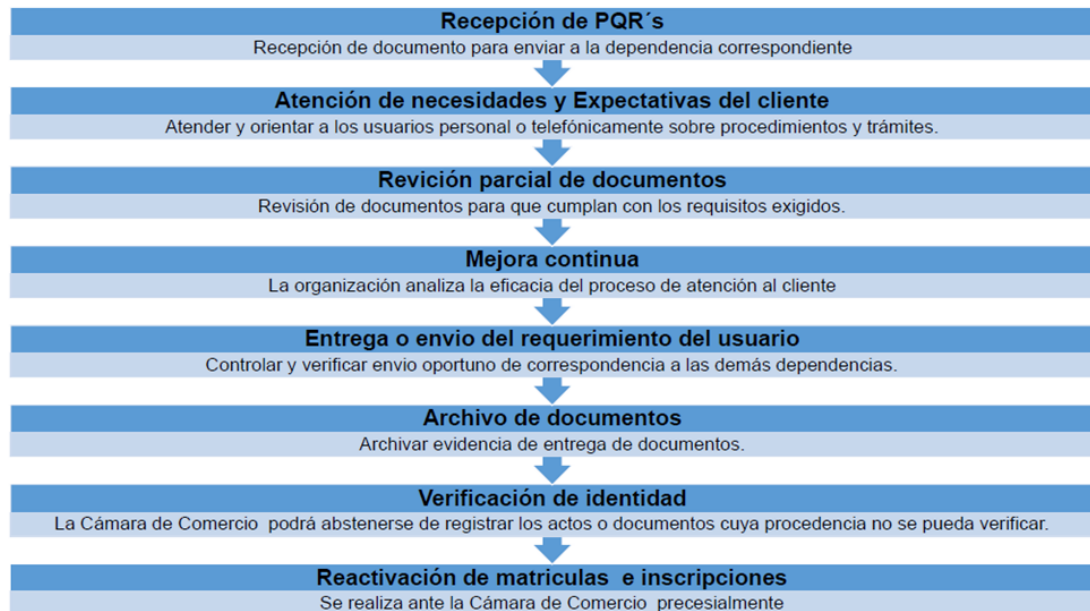 Recepción de PQR´s
Recepción de documento para enviar a la dependencia correspondiente
Atención de necesidades y Expectativas del cliente
Atender y orientar a los usuarios personal o telefónicamente sobre procedimientos y trámites.
Revición parcial de documentos
Revisión de documentos para que cumplan con los requisitos exigidos.
Mejora continua
La organización analiza la eficacia del proceso de atención al cliente
Entrega o envio del requerimiento del usuario
Controlar y verificar envio oportuno de correspondencia a las demás dependencias.
Archivo de documentos
Archivar evidencia de entrega de documentos.
Verificación de identidad
La Cámara de Comercio podrá abstenerse de registrar los actos o documentos cuya procedencia no se pueda verificar.
Reactivación de matriculas e inscripciones
Se realiza ante la Cámara de Comercio precesialmente